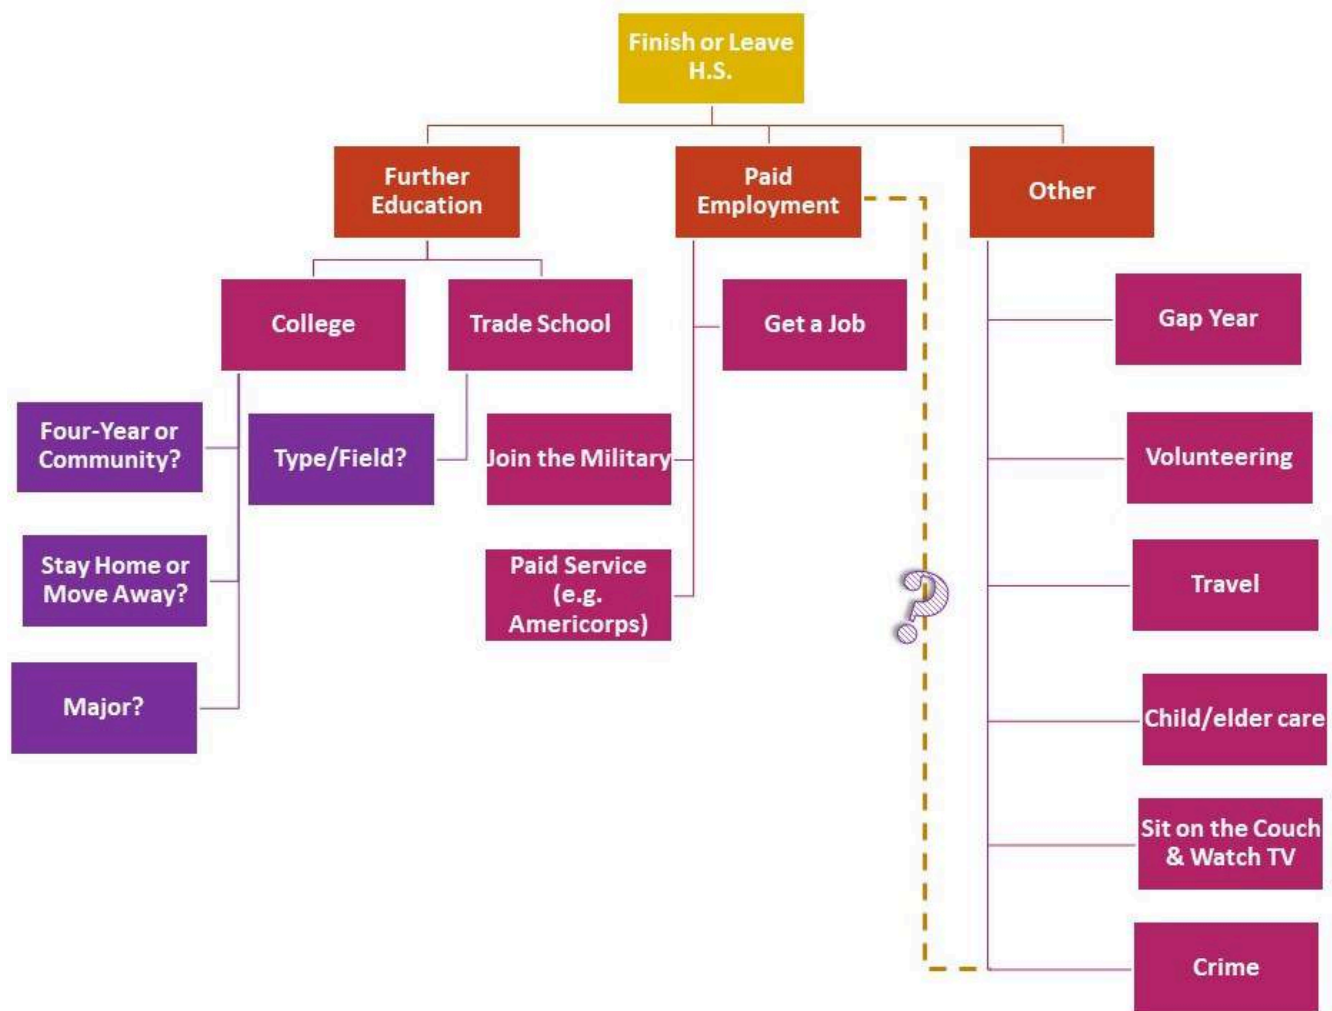 Finish or Leave
H.S.
Further
Education
Paid
Employment
Other
College
Trade School
Get a Job
Gap Year
Four-Year or
Community?
Type/Field?
Join the Military
Volunteering
Stay Home or
Move Away?
Paid Service
(e.g.
Americorps)
?
Travel
Major?
Child/elder care
Sit on the Couch
& Watch TV
Crime